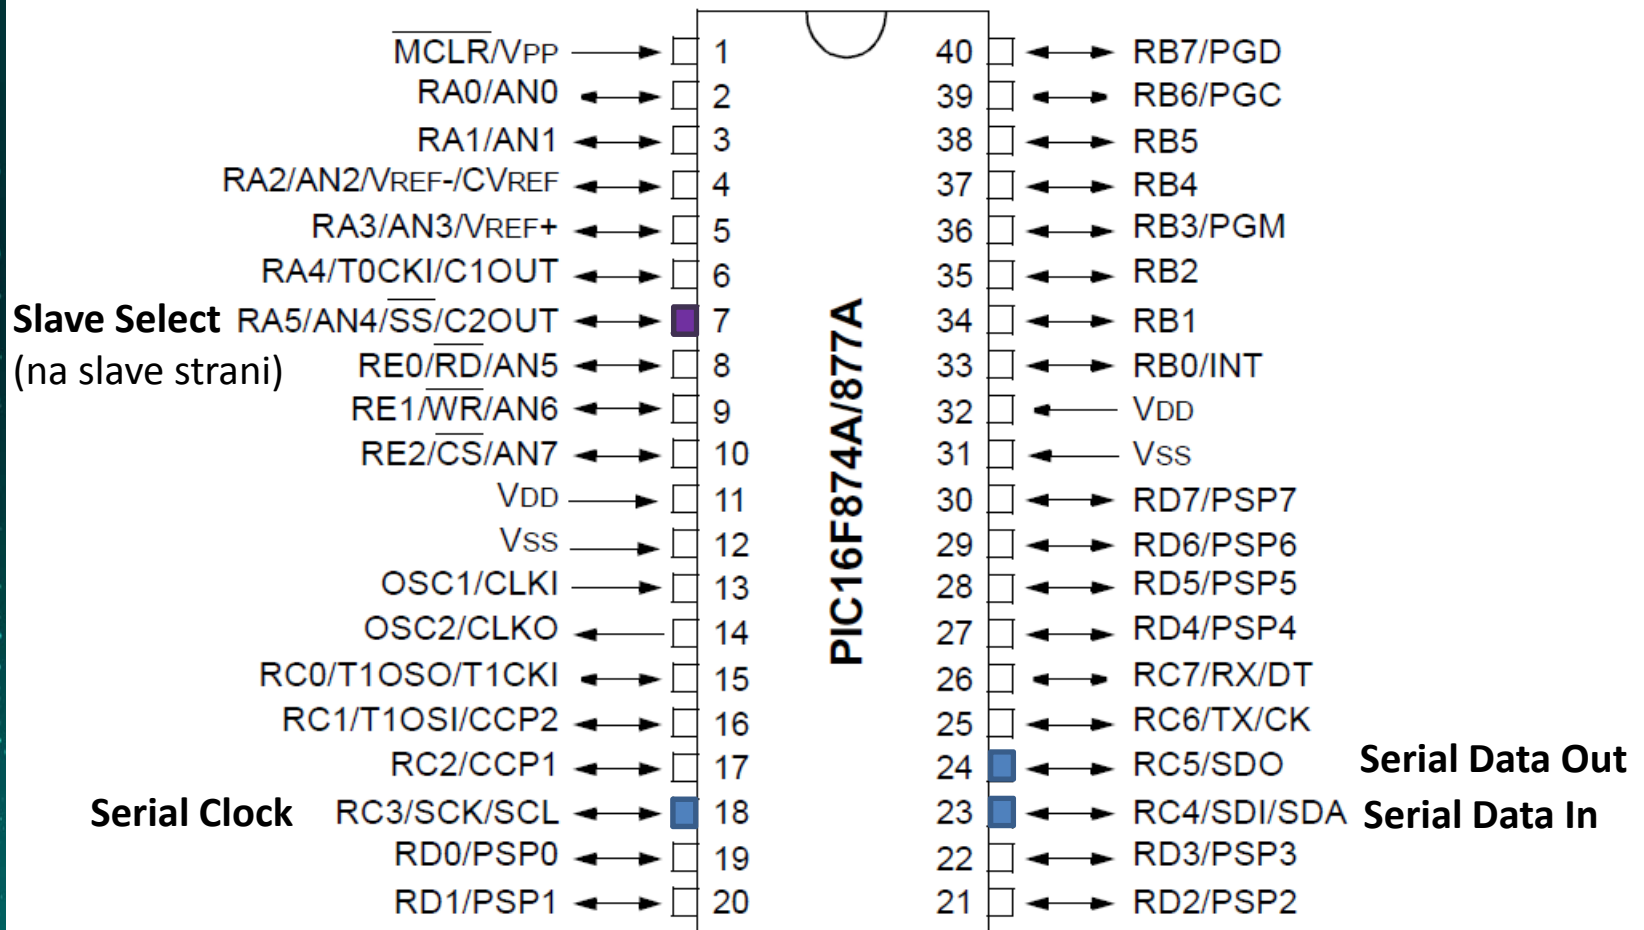 MCLR/VPP 1
RA0/AN0 2
RA1/AN1 3
RA2/AN2/VREF-/CVREF 4
RA3/AN3/VREF+ 5
RA4/T0CKI/C1OUT 6
Slave Select RA5/AN4/SS/C2OUT 7
(na slave strani) RE0/RD/AN5 8
RE1/WR/AN6 9
RE2/CS/AN7 10
VDD 11
VSS 12
OSC1/CLKI 13
OSC2/CLKO 14
RC0/T1OSO/T1CKI 15
RC1/T1OSI/CCP2 16
RC2/CCP1 17
Serial Clock RC3/SCK/SCL 18
RD0/PSP0 19
RD1/PSP1 20
PIC16F874A/877A
40 RB7/PGD
39 RB6/PGC
38 RB5
37 RB4
36 RB3/PGM
35 RB2
34 RB1
33 RB0/INT
32 VDD
31 VSS
30 RD7/PSP7
29 RD6/PSP6
28 RD5/PSP5
27 RD4/PSP4
26 RC7/RX/DT
25 RC6/TX/CK
24 RC5/SDO Serial Data Out
23 RC4/SDI/SDA Serial Data In
22 RD3/PSP3
21 RD2/PSP2